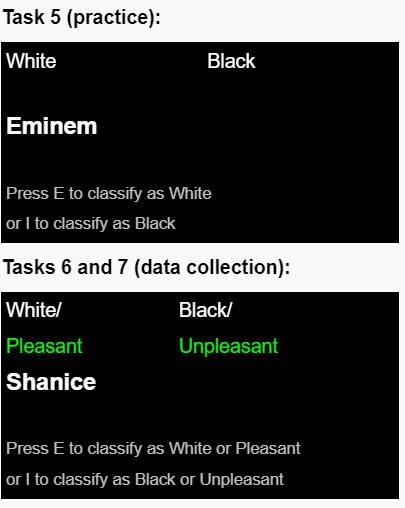 Task 5 (practice):
White Black
Eminem
Press E to classify as White
or I to classify as Black
Tasks 6 and 7 (data collection):
White/ Black/
Pleasant Unpleasant
Shanice
Press E to classify as White or Pleasant
or I to classify as Black or Unpleasant